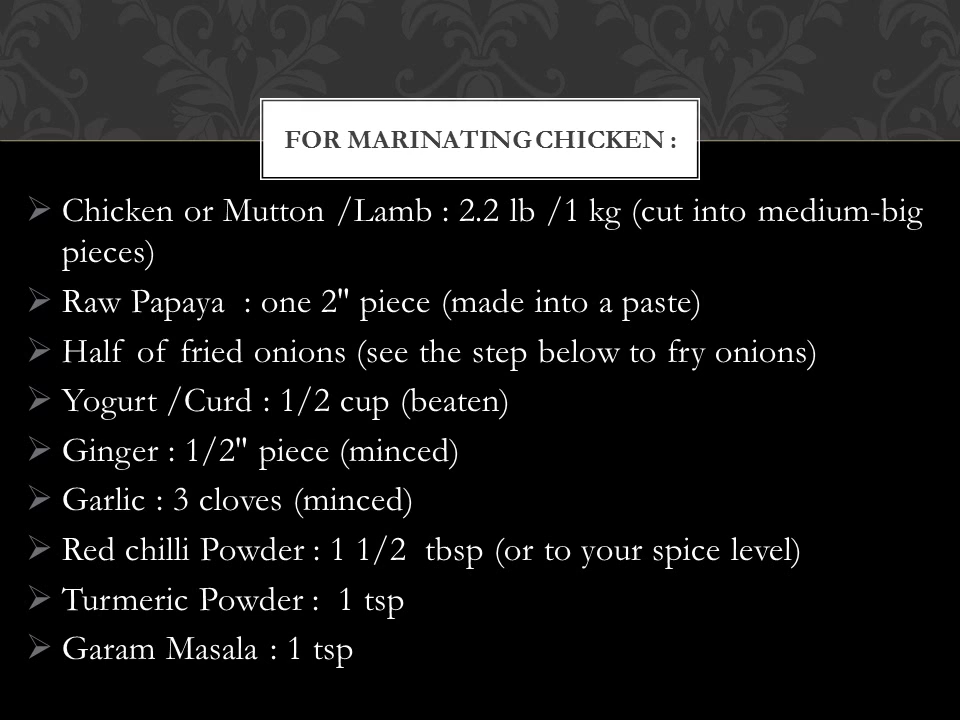 FOR MARINATING CHICKEN :
➢ Chicken or Mutton /Lamb : 2.2 lb /1 kg (cut into medium-big
pieces)
➢ Raw Papaya : one 2" piece (made into a paste)
➢ Half of fried onions (see the step below to fry onions)
➢ Yogurt /Curd : 1/2 cup (beaten)
➢ Ginger : 1/2" piece (minced)
➢ Garlic : 3 cloves (minced)
➢ Red chilli Powder : 1 1/2 tbsp (or to your spice level)
➢ Turmeric Powder : 1 tsp
➢ Garam Masala : 1 tsp